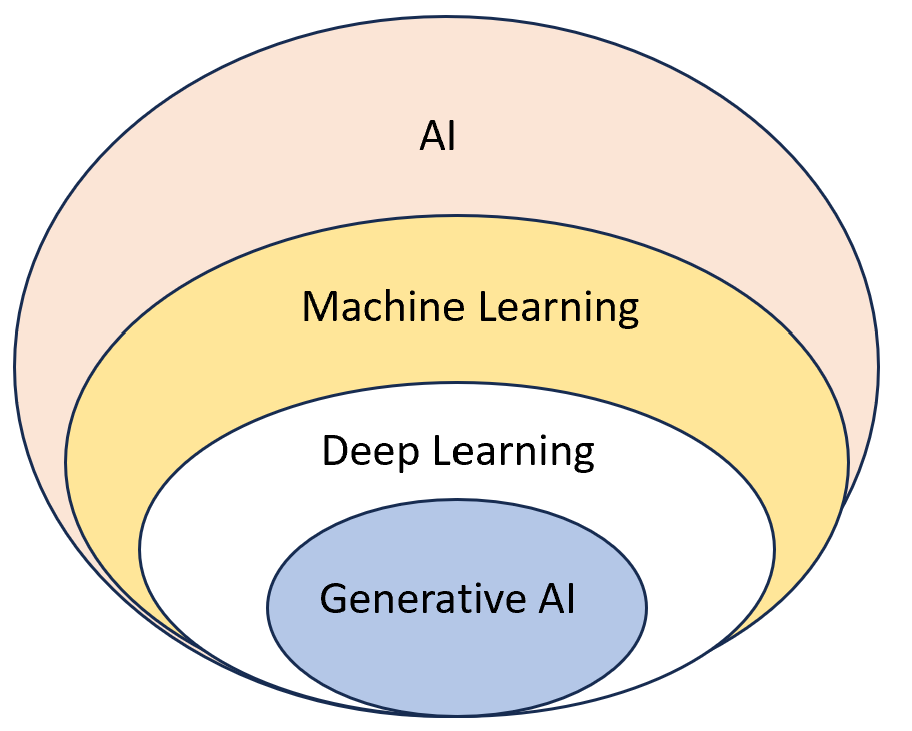 AI
Machine Learning
Deep Learning
Generative AI